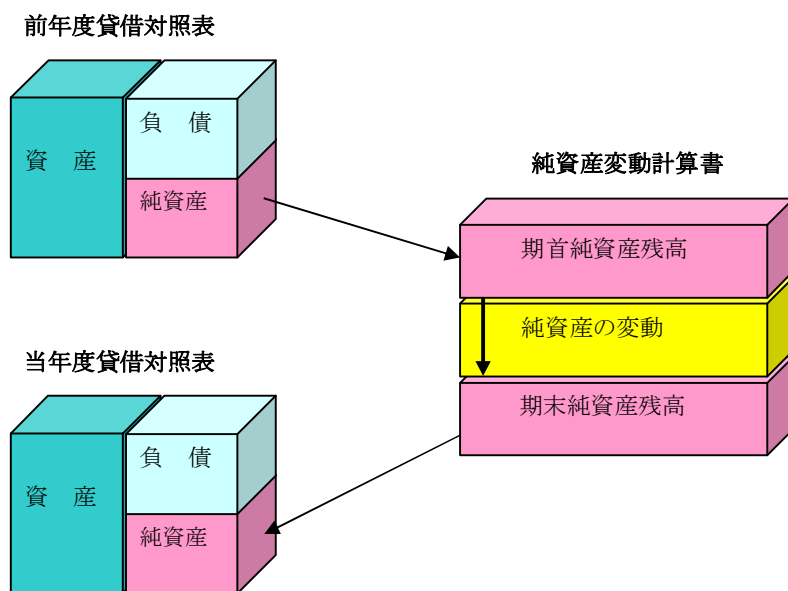 前年度貸借対照表
資　産
負　債
純資産
純資産変動計算書
期首純資産残高
純資産の変動
期末純資産残高
当年度貸借対照表
資　産
負　債
純資産